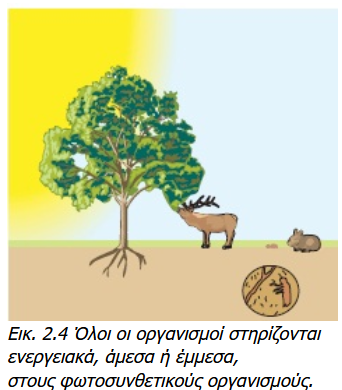 Εικ. 2.4 Όλοι οι οργανισμοί στηρίζονται
ενεργειακά, άμεσα ή έμμεσα,
στους φωτοσυνθετικούς οργανισμούς.